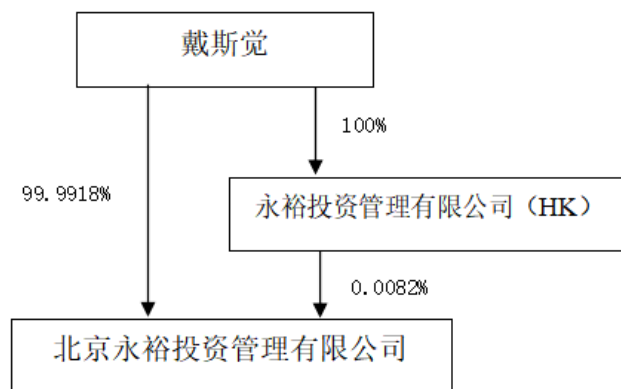 戴斯觉
100%
99.9918%
永裕投资管理有限公司（HK）
0.0082%
北京永裕投资管理有限公司